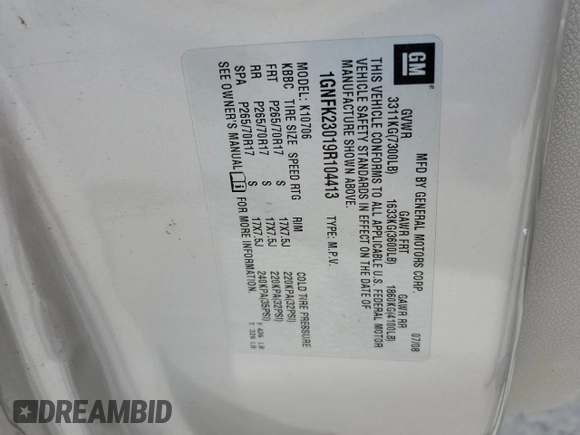 GM
®
MFD BY GENERAL MOTORS CORP. 07/08
GVWR GAWR FRT GAWR RR
3311KG(7300LB) 1633KG(3600LB) 1860KG(4100LB)
THIS VEHICLE CONFORMS TO ALL APPLICABLE U.S. FEDERAL MOTOR
VEHICLE SAFETY STANDARDS IN EFFECT ON THE DATE OF
MANUFACTURE SHOWN ABOVE.
1GNFK23019R104413 TYPE: M.P.V.
MODEL: K10706
KBBC TIRE SIZE SPEED RTG RIM COLD TIRE PRESSURE
FRT P265/70R17 S 17X7.5J 220KPA(32PSI)
RR P265/70R17 S 17X7.5J 220KPA(32PSI)
SPA P265/70R17 S 17X7.5J 240KPA(35PSI)
SEE OWNER'S MANUAL FOR MORE INFORMATION.
DREAMBID